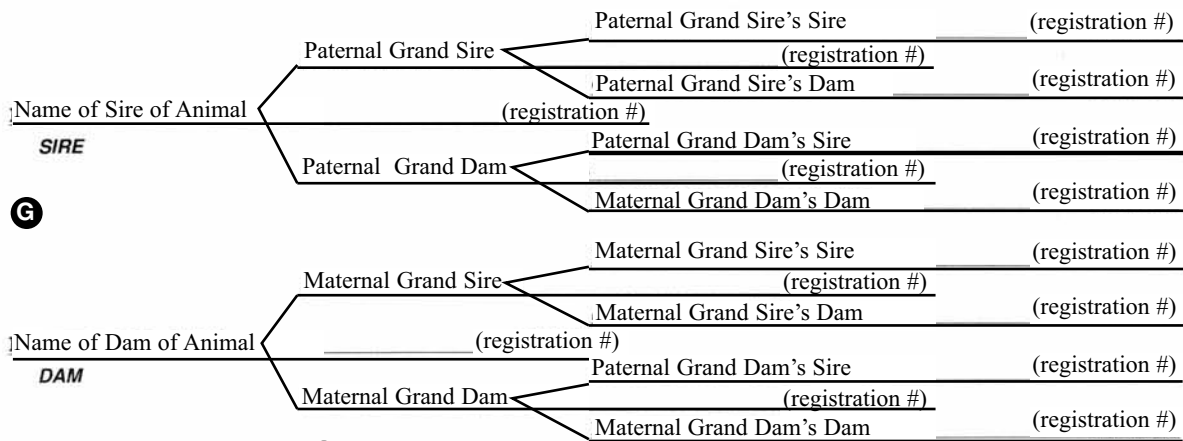 Paternal Grand Sire's Sire (registration #)
Paternal Grand Sire (registration #)
Paternal Grand Sire's Dam (registration #)
Name of Sire of Animal (registration #)
SIRE
Paternal Grand Dam's Sire (registration #)
Paternal Grand Dam (registration #)
Maternal Grand Dam's Dam (registration #)
G
Maternal Grand Sire's Sire (registration #)
Maternal Grand Sire (registration #)
Maternal Grand Sire's Dam (registration #)
Name of Dam of Animal (registration #)
DAM
Paternal Grand Dam's Sire (registration #)
Maternal Grand Dam (registration #)
Maternal Grand Dam's Dam (registration #)